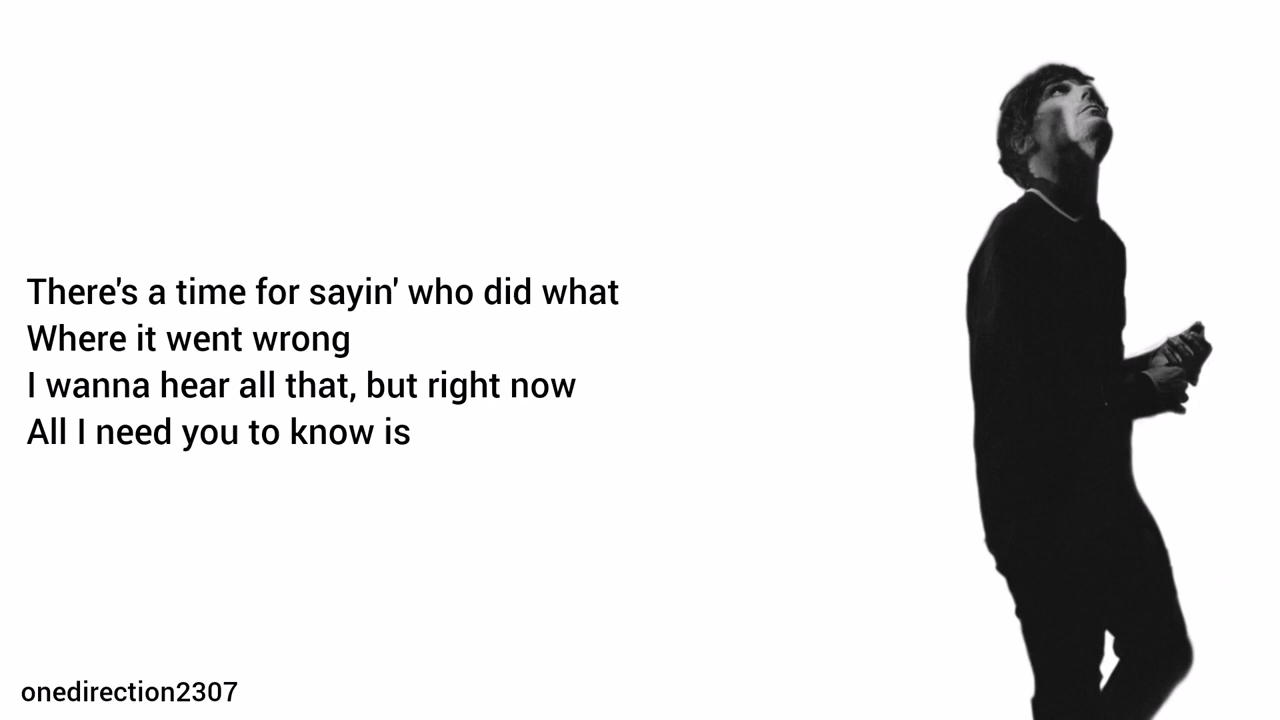 There's a time for sayin' who did what
Where it went wrong
I wanna hear all that, but right now
All I need you to know is
onedirection2307